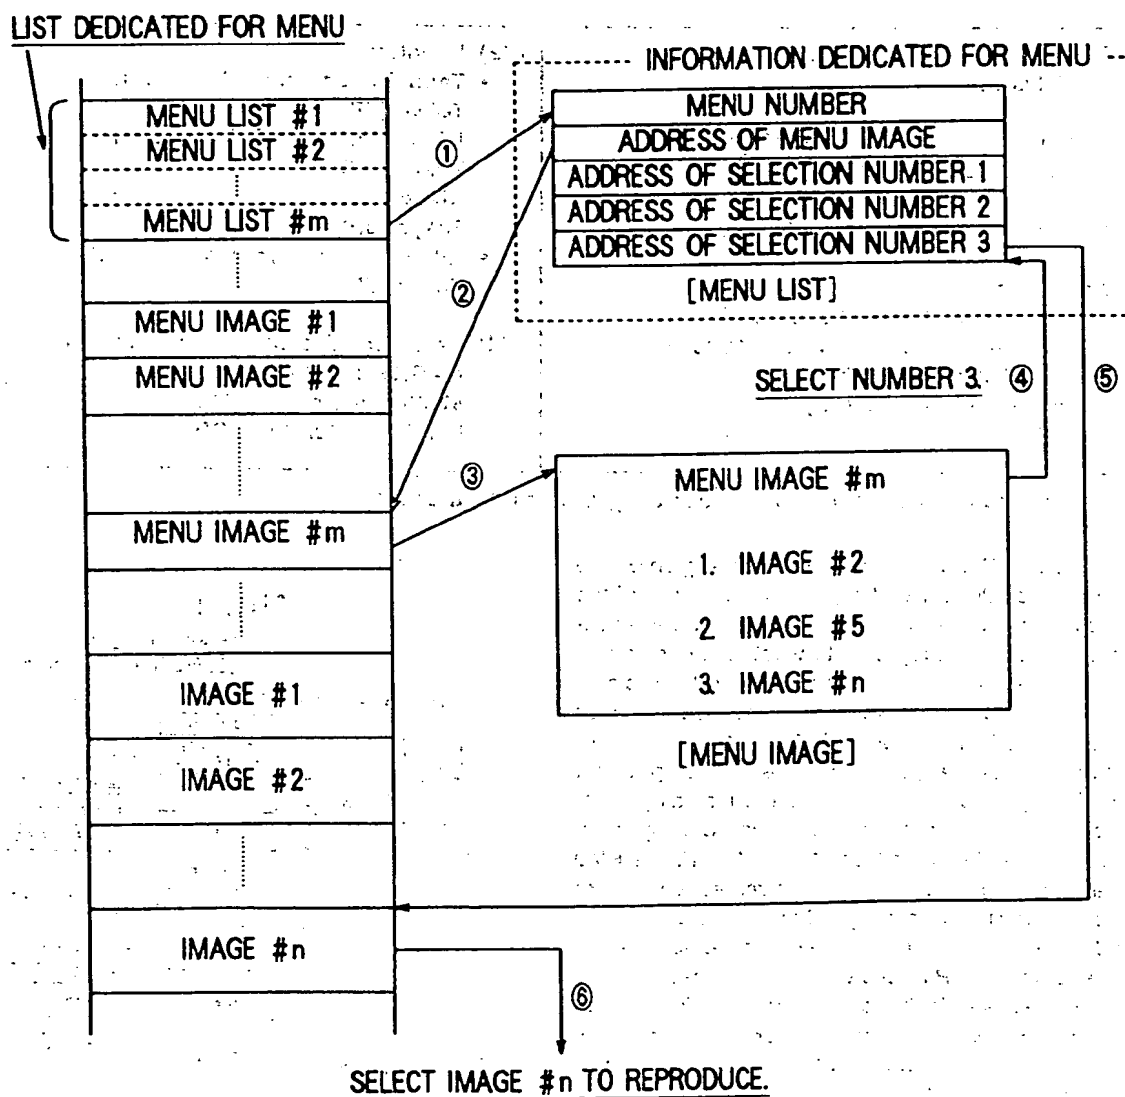 LIST DEDICATED FOR MENU
MENU LIST #1
MENU LIST #2
MENU LIST #m
MENU IMAGE #1
MENU IMAGE #2
MENU IMAGE #m
IMAGE #1
IMAGE #2
IMAGE #n
①
②
③
INFORMATION DEDICATED FOR MENU
MENU NUMBER
ADDRESS OF MENU IMAGE
ADDRESS OF SELECTION NUMBER 1
ADDRESS OF SELECTION NUMBER 2
ADDRESS OF SELECTION NUMBER 3
[MENU LIST]
SELECT NUMBER 3. ④ ⑤
MENU IMAGE #m
1. IMAGE #2
2. IMAGE #5
3. IMAGE #n
[MENU IMAGE]
⑥
SELECT IMAGE #n TO REPRODUCE.